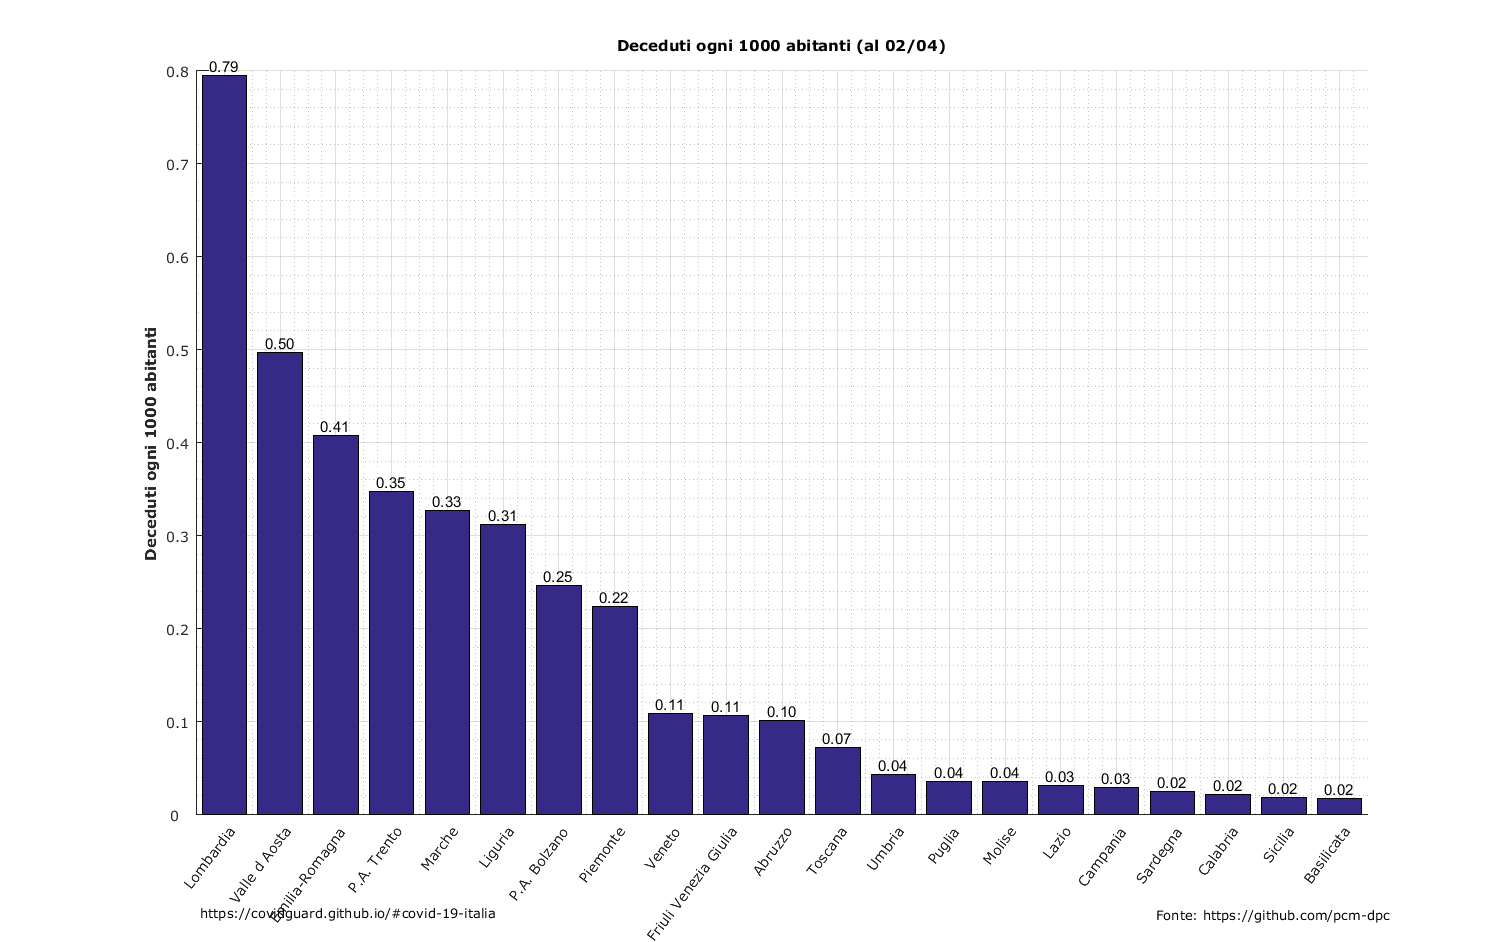 Deceduti ogni 1000 abitanti (al 02/04)
Deceduti ogni 1000 abitanti
0.8
0.7
0.6
0.5
0.4
0.3
0.2
0.1
0
0.79
0.50
0.41
0.35
0.33
0.31
0.25
0.22
0.11
0.11
0.10
0.07
0.04
0.04
0.04
0.03
0.03
0.02
0.02
0.02
0.02
Lombardia
Valle d Aosta
Emilia-Romagna
P.A. Trento
Marche
Liguria
P.A. Bolzano
Piemonte
Veneto
Friuli Venezia Giulia
Abruzzo
Toscana
Umbria
Puglia
Molise
Lazio
Campania
Sardegna
Calabria
Sicilia
Basilicata
https://covidguard.github.io/#covid-19-italia
Fonte: https://github.com/pcm-dpc